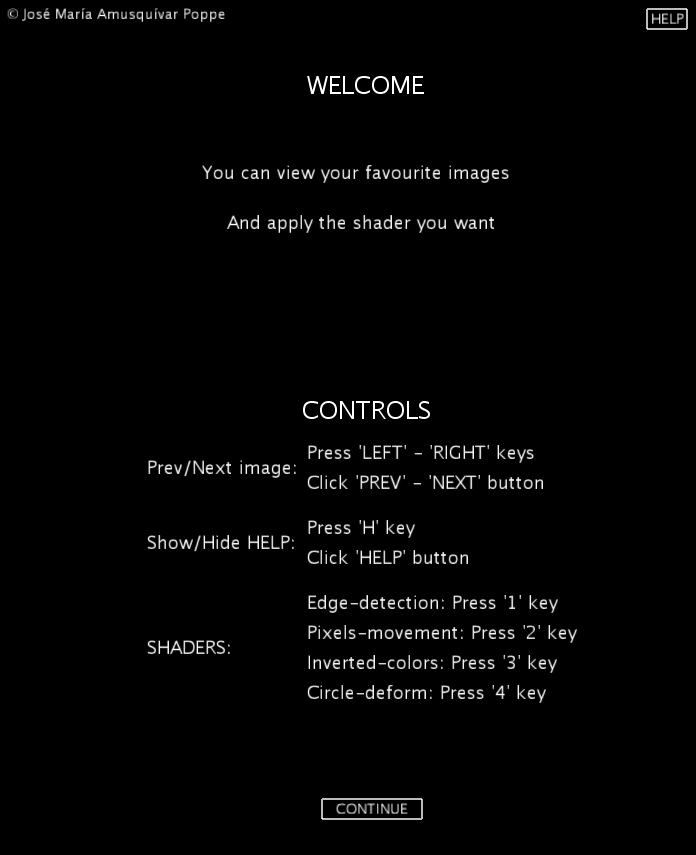 © José María Amusquívar Poppe
HELP
WELCOME
You can view your favourite images
And apply the shader you want
CONTROLS
Prev/Next image:
Press 'LEFT' - 'RIGHT' keys
Click 'PREV' - 'NEXT' button
Show/Hide HELP:
Press 'H' key
Click 'HELP' button
SHADERS:
Edge-detection: Press '1' key
Pixels-movement: Press '2' key
Inverted-colors: Press '3' key
Circle-deform: Press '4' key
CONTINUE